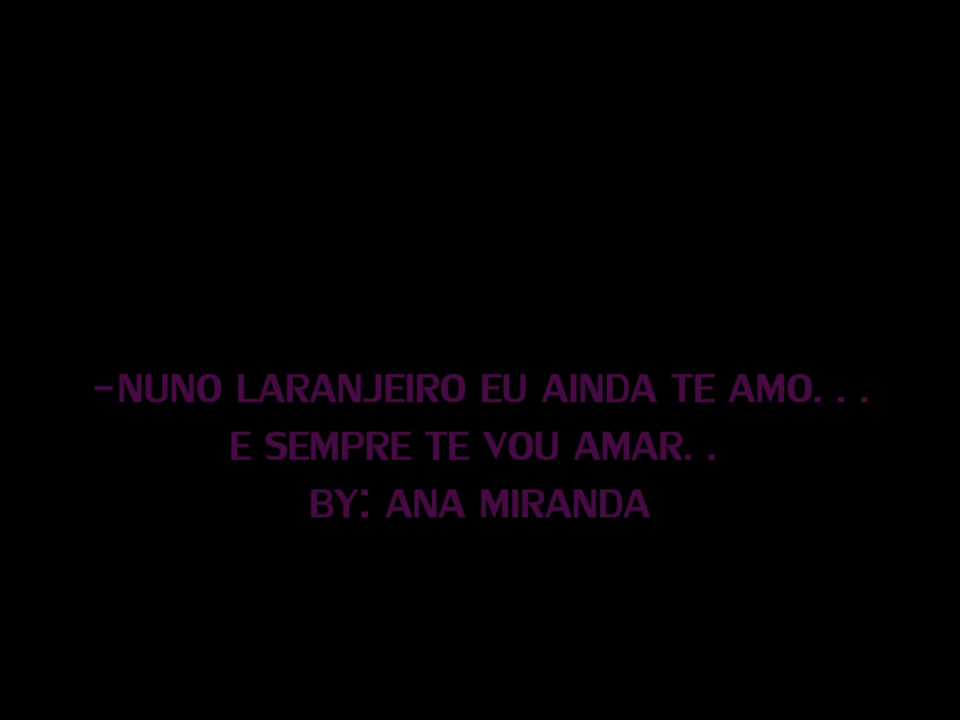 -NUNO LARANJEIRO EU AINDA TE AMO. . .
E SEMPRE TE VOU AMAR. .
BY: ANA MIRANDA